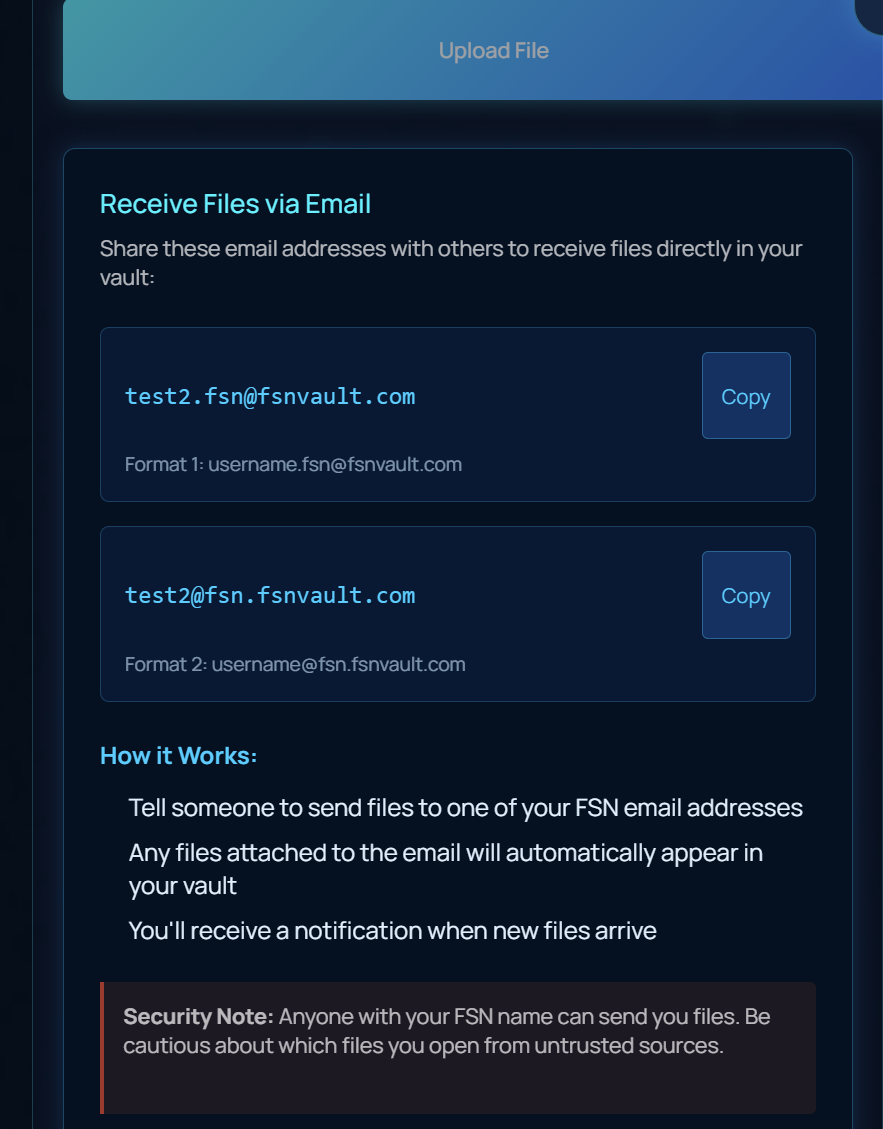 Upload File
Receive Files via Email
Share these email addresses with others to receive files directly in your
vault:
test2.fsn@fsnvault.com
Copy
Format 1: username.fsn@fsnvault.com
test2@fsn.fsnvault.com
Copy
Format 2: username@fsn.fsnvault.com
How it Works:
Tell someone to send files to one of your FSN email addresses
Any files attached to the email will automatically appear in
your vault
You'll receive a notification when new files arrive
Security Note: Anyone with your FSN name can send you files. Be
cautious about which files you open from untrusted sources.